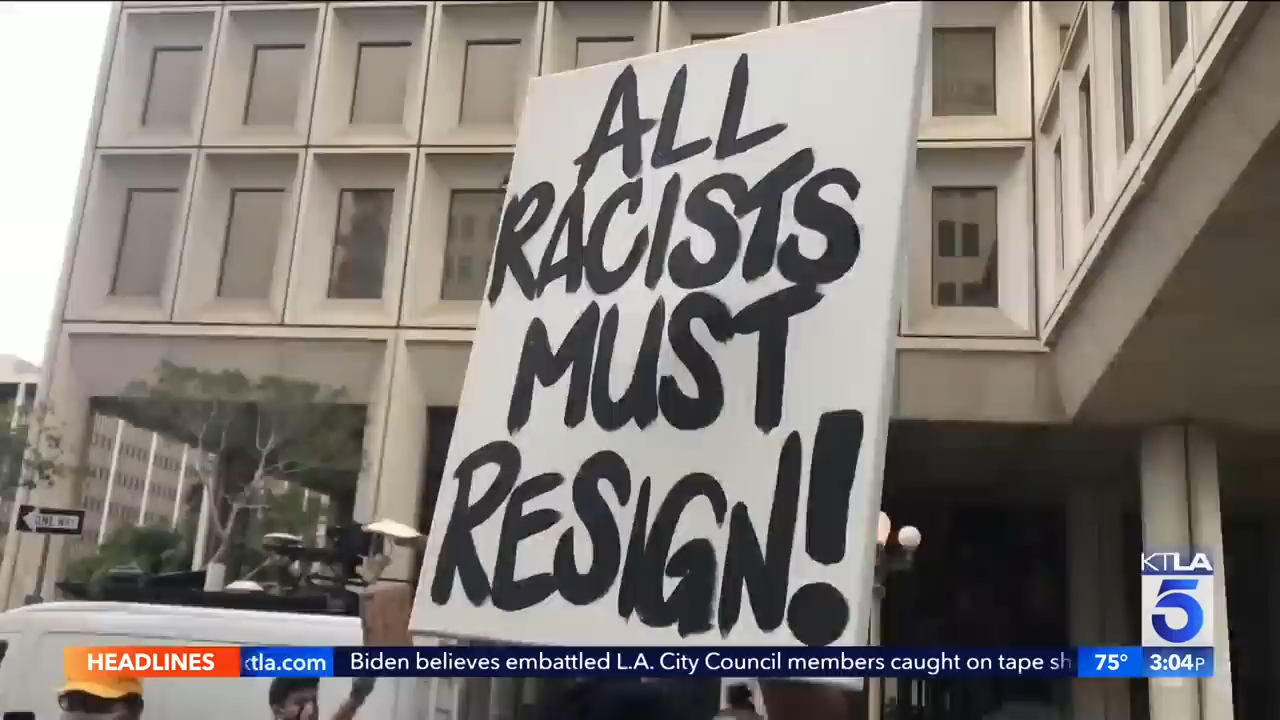 ALL
RACISTS
MUST
RESIGN!
ONE WAY
KTLA
5
HEADLINES
ktla.com
Biden believes embattled L.A. City Council members caught on tape sh
75°
3:04P